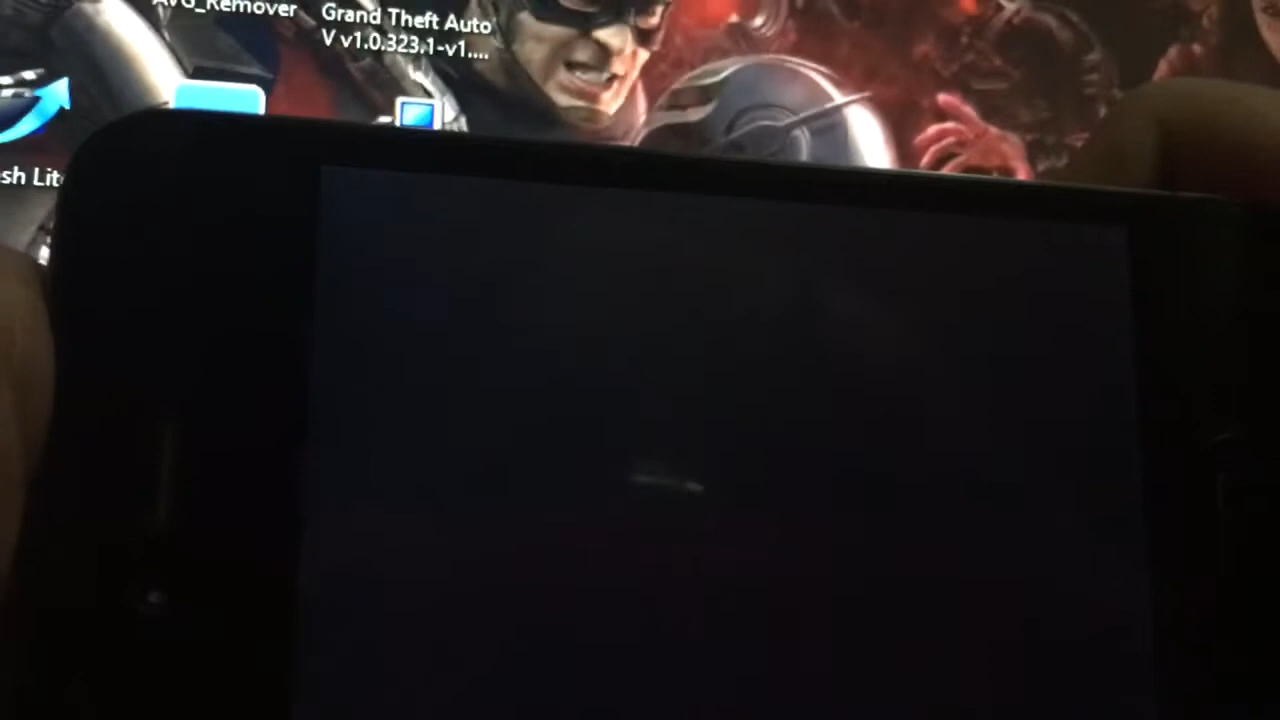 AVG_Remover
Grand Theft Auto
V v1.0.323.1-v1....
sh Lit